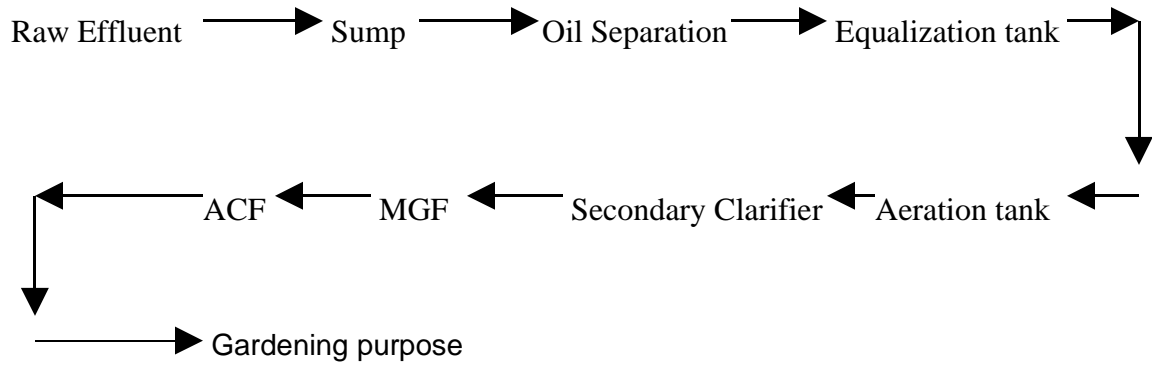 Raw Effluent Sump Oil Separation Equalization tank
ACF MGF Secondary Clarifier Aeration tank
Gardening purpose